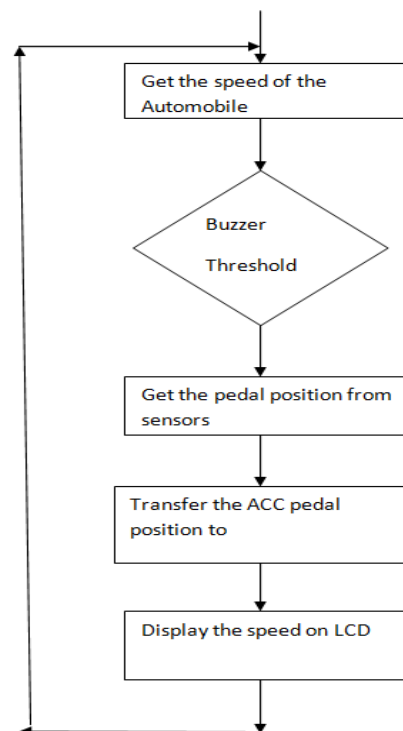 Get the speed of the
Automobile
Buzzer
Threshold
Get the pedal position from
sensors
Transfer the ACC pedal
position to
Display the speed on LCD